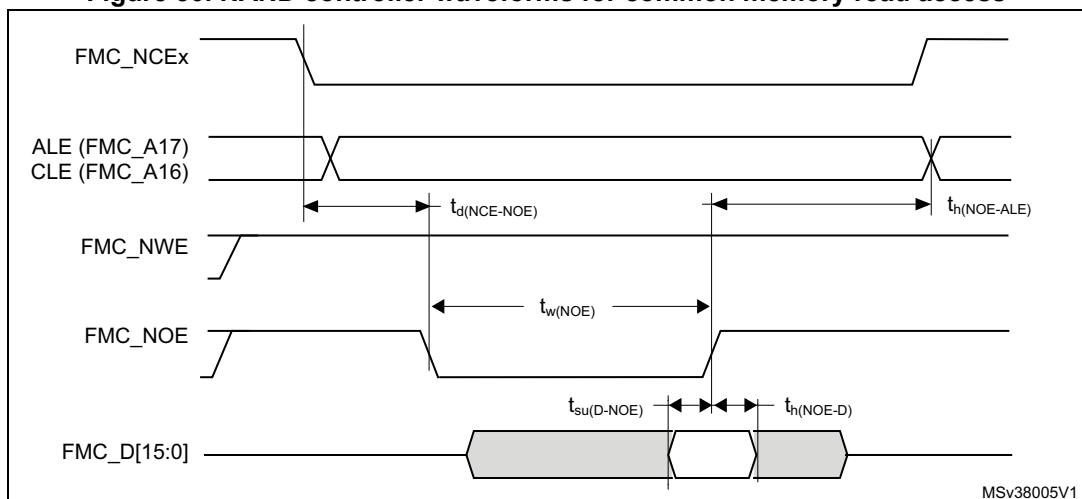 Figure 50. NAND controller waveforms for common memory read access
FMC_NCEx
ALE (FMC_A17)
CLE (FMC_A16)
td(NCE-NOE)
th(NOE-ALE)
FMC_NWE
tw(NOE)
FMC_NOE
tsu(D-NOE)
th(NOE-D)
FMC_D[15:0]
MSv38005V1